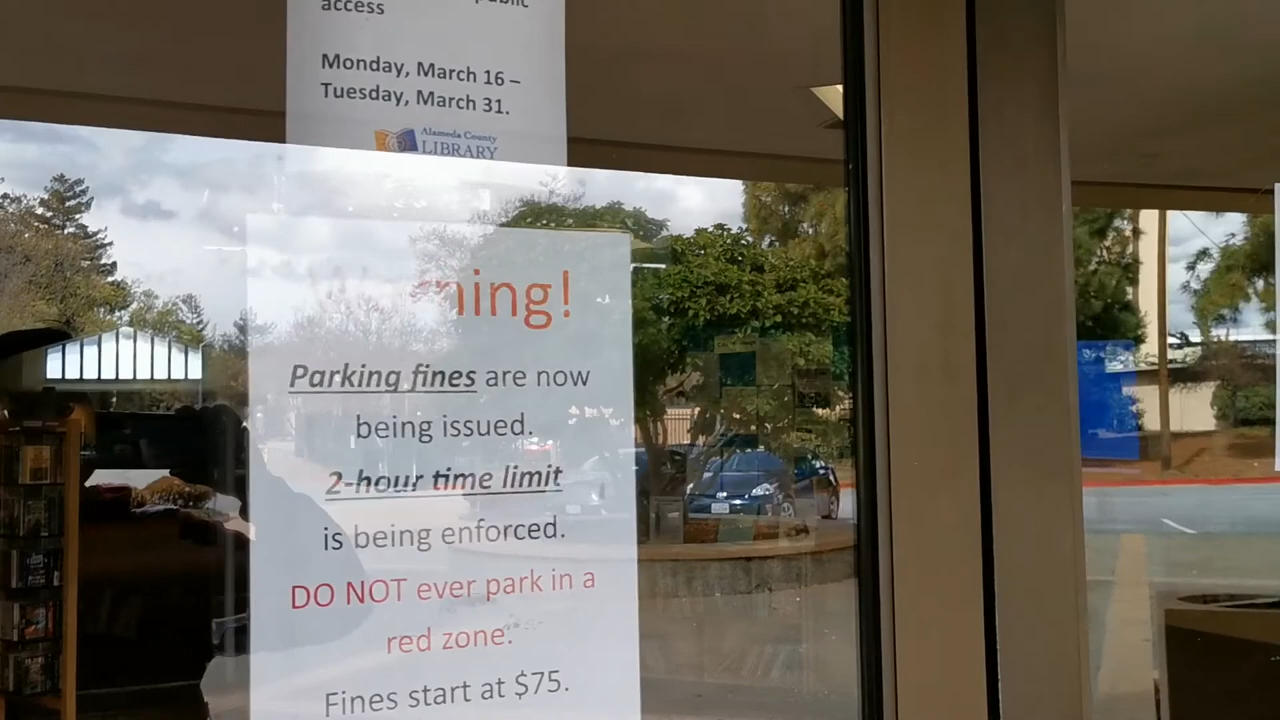 access
Monday, March 16 –
Tuesday, March 31.
Alameda County
LIBRARY
Parking fines are now
being issued.
2-hour time limit
is being enforced.
DO NOT ever park in a
red zone.
Fines start at $75.